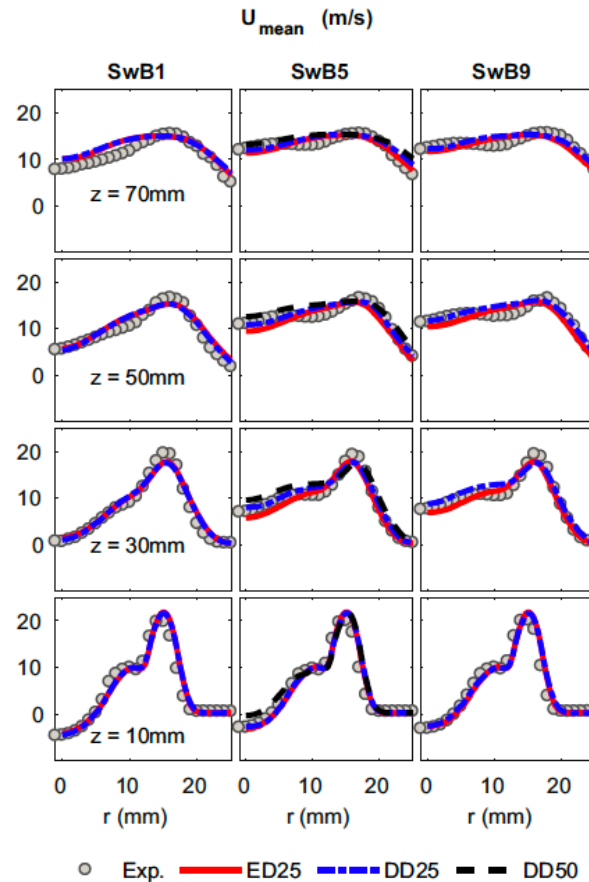 U_mean (m/s)
SwB1 SwB5 SwB9
20
10
0
z = 70mm
20
10
0
z = 50mm
20
10
0
z = 30mm
20
10
0
z = 10mm
0 10 20 0 10 20 0 10 20
r (mm) r (mm) r (mm)
Exp. ED25 DD25 DD50